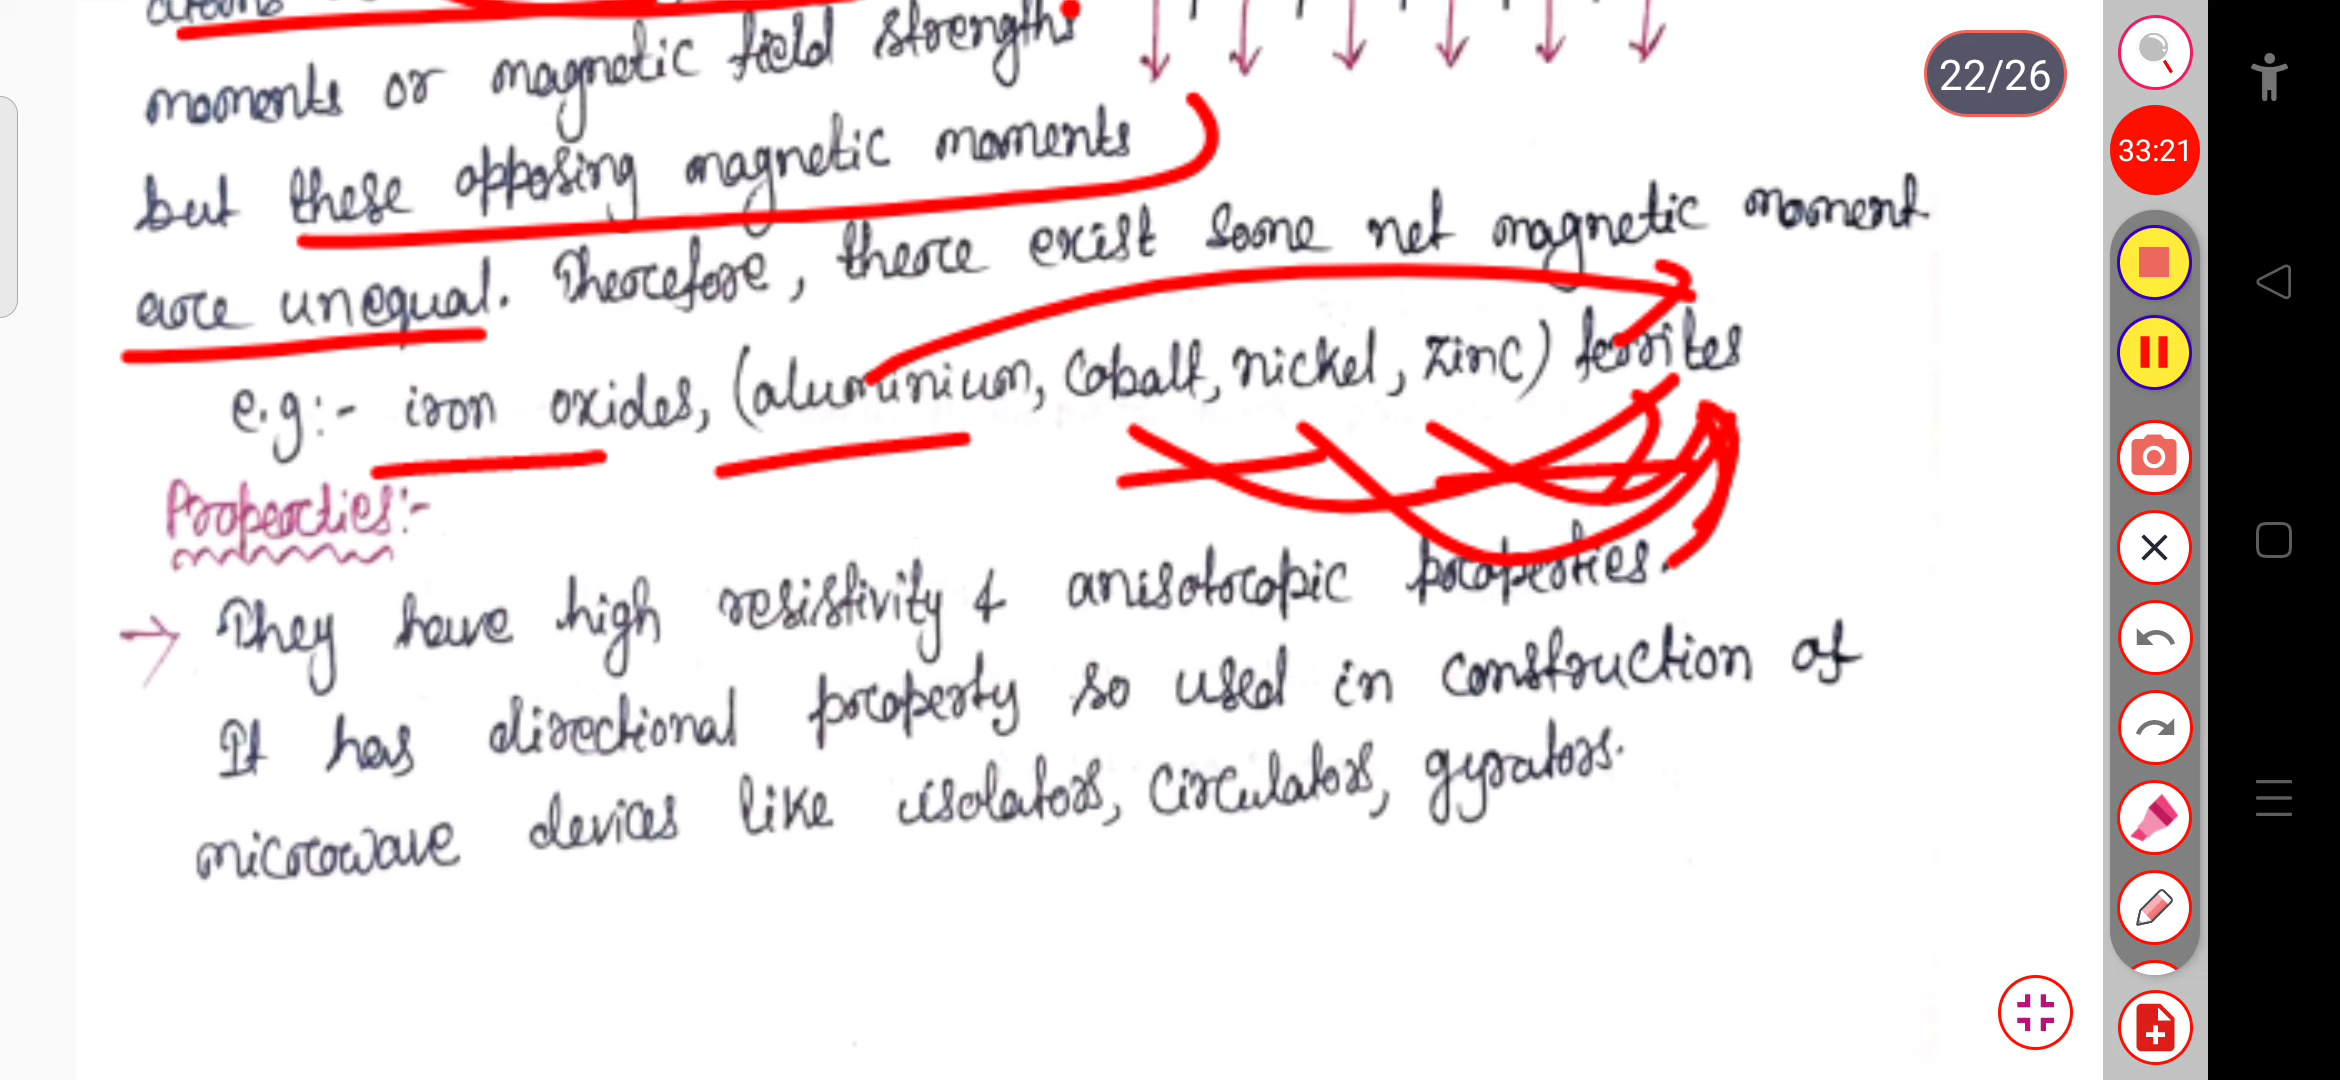 moments or magnetic field strengths
but these opposing magnetic moments
are unequal. Therefore, there exist some net magnetic moment
e.g:- iron oxides, (aluminium, Cobalt, nickel, zinc) ferrites
Properties:-
→ They have high resistivity & anisotropic properties.
It has directional property so used in construction of
microwave devices like isolators, circulators, gyrators.
22/26
33:21